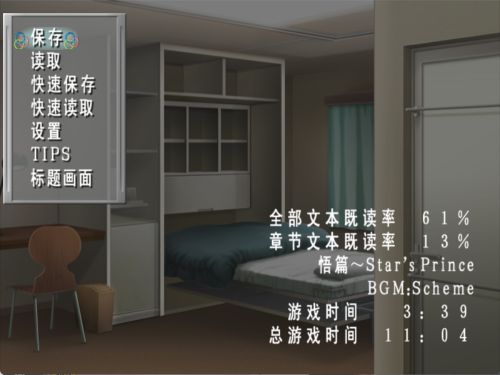 保存
读取
快速保存
快速读取
设置
TIPS
标题画面
全部文本既读率 61%
章节文本既读率 13%
悟篇~Star's Prince
BGM:Scheme
游戏时间 3:39
总游戏时间 11:04